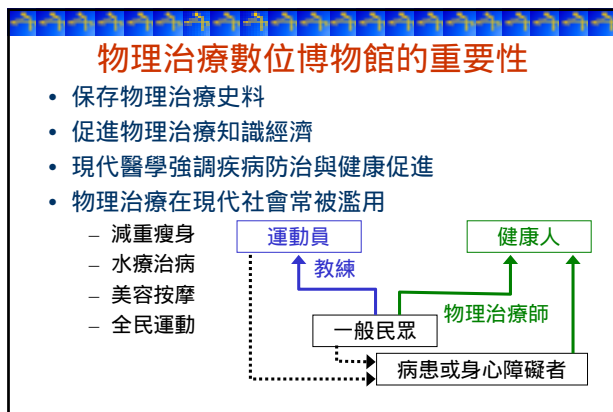 物理治療數位博物館的重要性
• 保存物理治療史料
• 促進物理治療知識經濟
• 現代醫學強調疾病防治與健康促進
• 物理治療在現代社會常被濫用
– 減重瘦身
– 水療治病
– 美容按摩
– 全民運動
運動員
健康人
教練
物理治療師
一般民眾
病患或身心障礙者